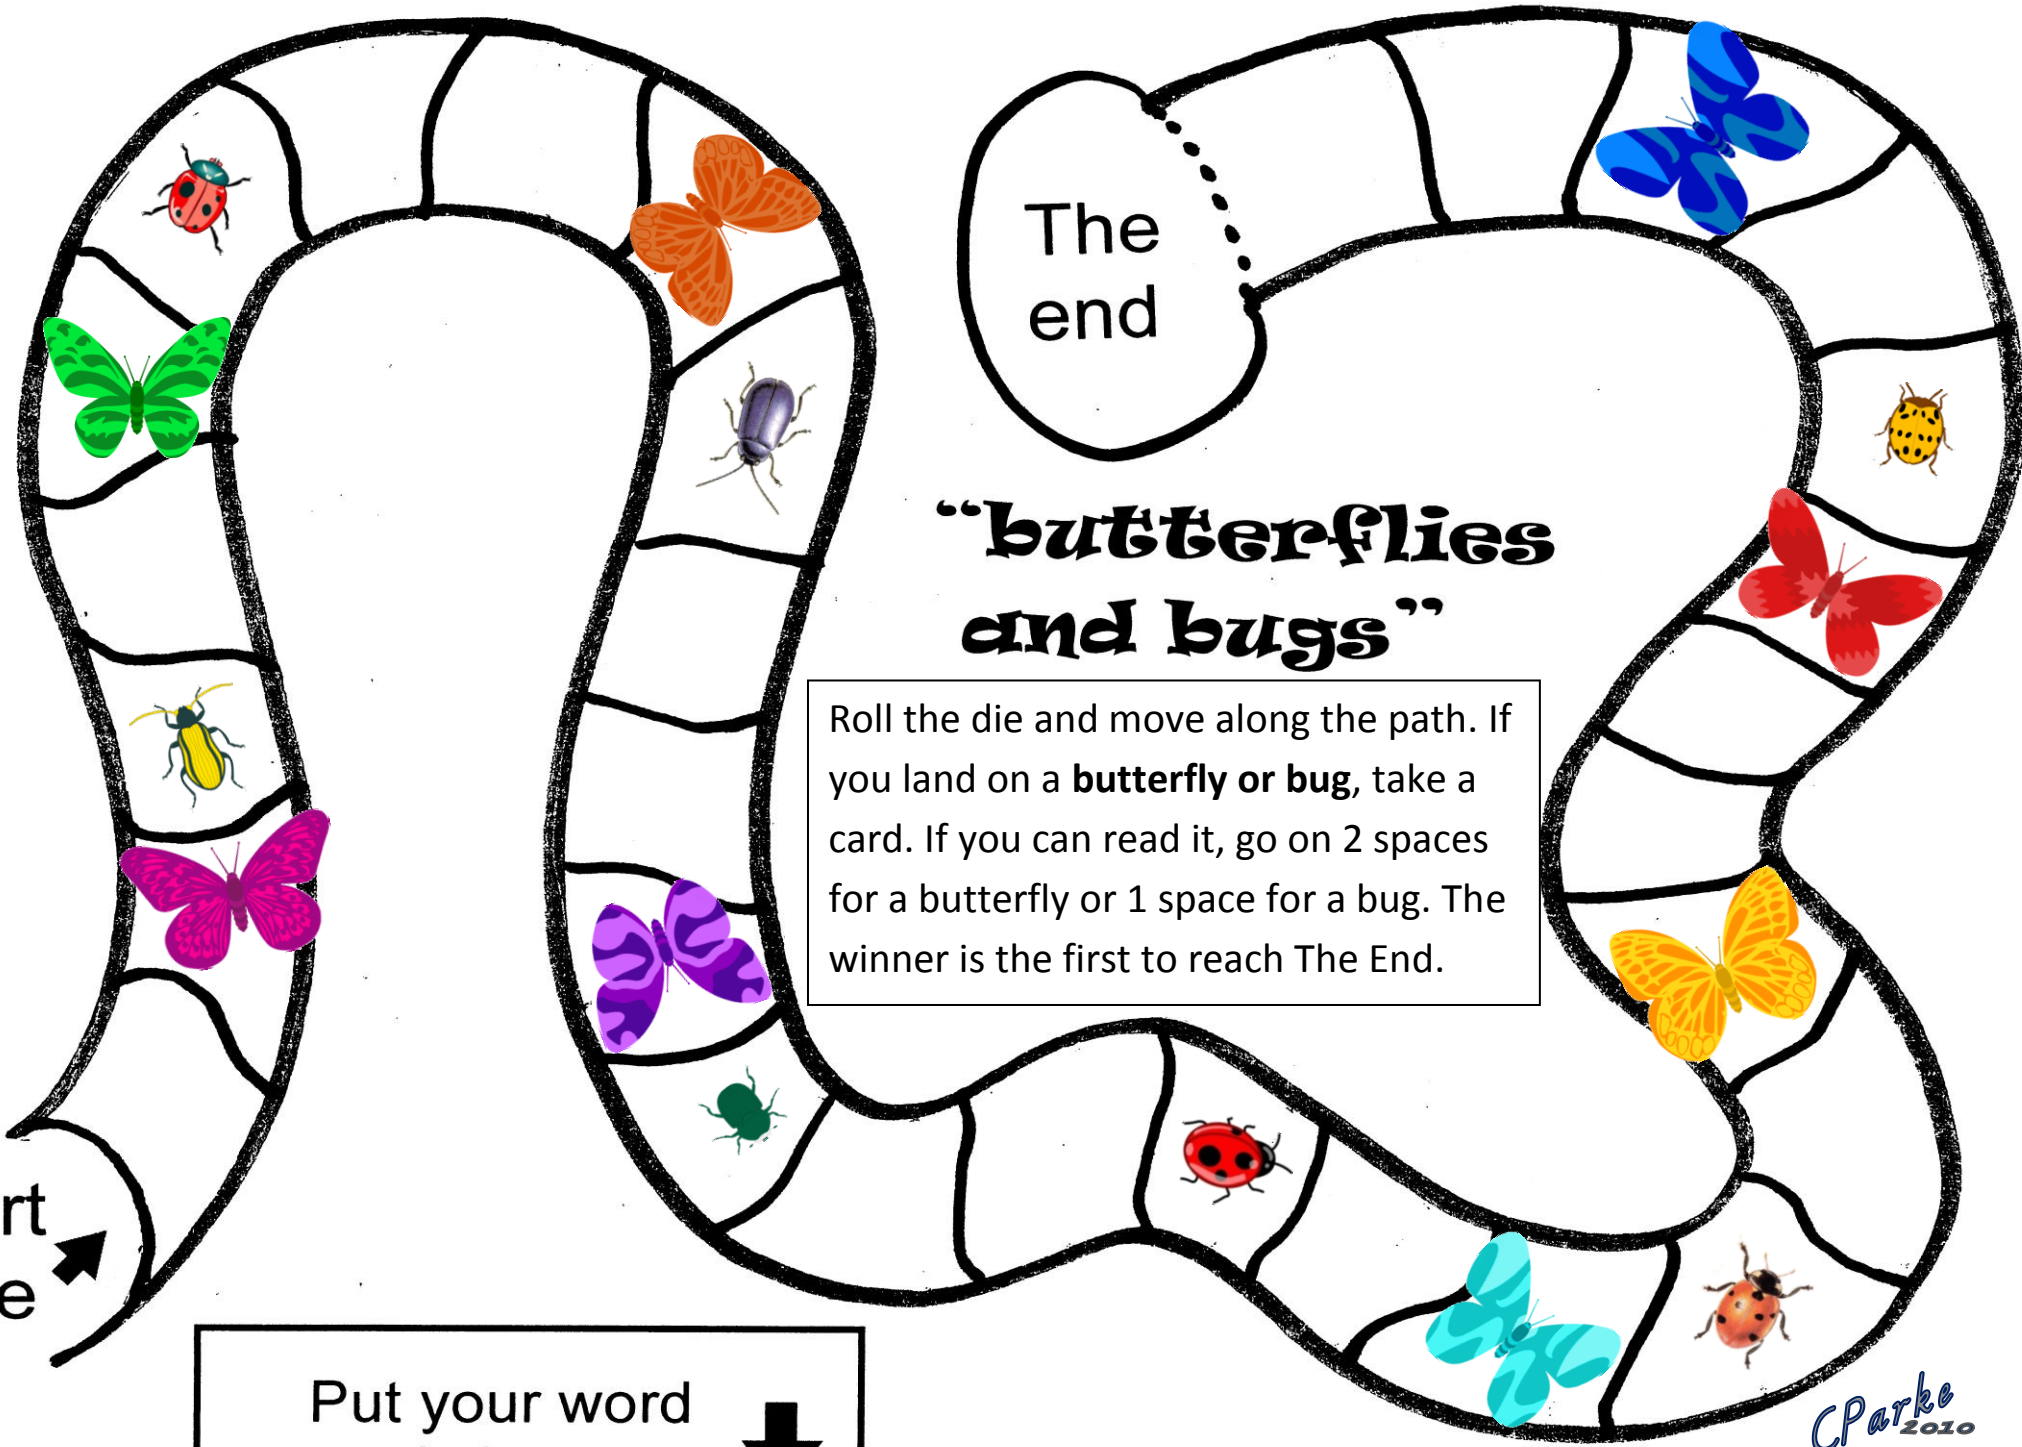 The
end
“butterflies
and bugs”
Roll the die and move along the path. If
you land on a butterfly or bug, take a
card. If you can read it, go on 2 spaces
for a butterfly or 1 space for a bug. The
winner is the first to reach The End.
rt
e
Put your word
CParke
2010